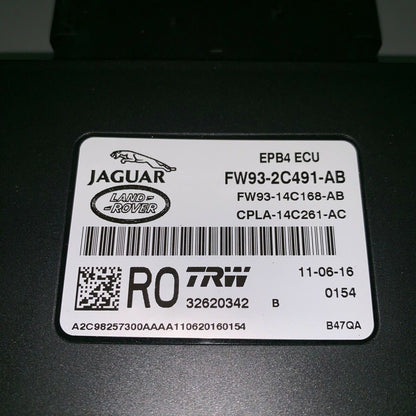 EPB4 ECU
JAGUAR
FW93-2C491-AB
LAND-
-ROVER
FW93-14C168-AB
CPLA-14C261-AC
RO
TRW
11-06-16
32620342
B
0154
A2C98257300AAAA110620160154
B47QA